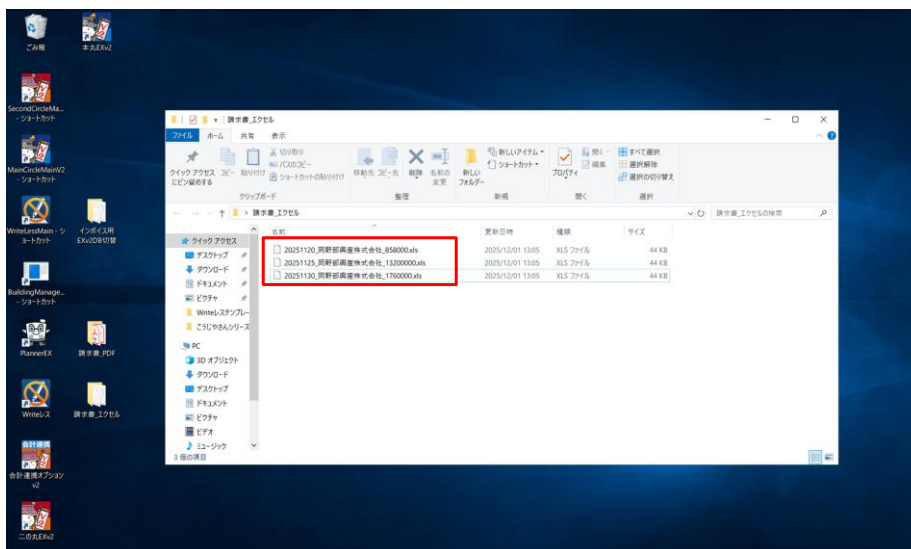 ごみ箱
本丸EXv2
SecondCircleMa...
- ショートカット
MainCircleMainV2
- ショートカット
WriteLessMain - シ
ョートカット
インボイス用
EXv2DB切替
BuildingManage...
- ショートカット
PlannerEX
請求書_PDF
Writeレス
請求書_エクセル
会計連携
会計連携オプション
v2
二の丸EXv2
請求書_エクセル
ファイル ホーム 共有 表示
クイック アクセス
にピン留めする
コピー
貼り付け
切り取り
パスのコピー
ショートカットの貼り付け
クリップボード
移動先
コピー先
削除
名前の
変更
整理
新しい
フォルダー
新しいアイテム
ショートカット
新規
プロパティ
開く
編集
開く
すべて選択
選択解除
選択の切り替え
選択
請求書_エクセル
請求書_エクセルの検索
名前 更新日時 種類 サイズ
20251120_岡野部興産株式会社_858000.xls 2025/12/01 13:05 XLS ファイル 44 KB
20251125_岡野部興産株式会社_13200000.xls 2025/12/01 13:05 XLS ファイル 44 KB
20251130_岡野部興産株式会社_1760000.xls 2025/12/01 13:05 XLS ファイル 44 KB
クイック アクセス
デスクトップ
ダウンロード
ドキュメント
ピクチャ
Writeレステンプレー
こうじやさんシリーズ
PC
3D オブジェクト
ダウンロード
デスクトップ
ドキュメント
ピクチャ
ビデオ
ミュージック
3 個の項目